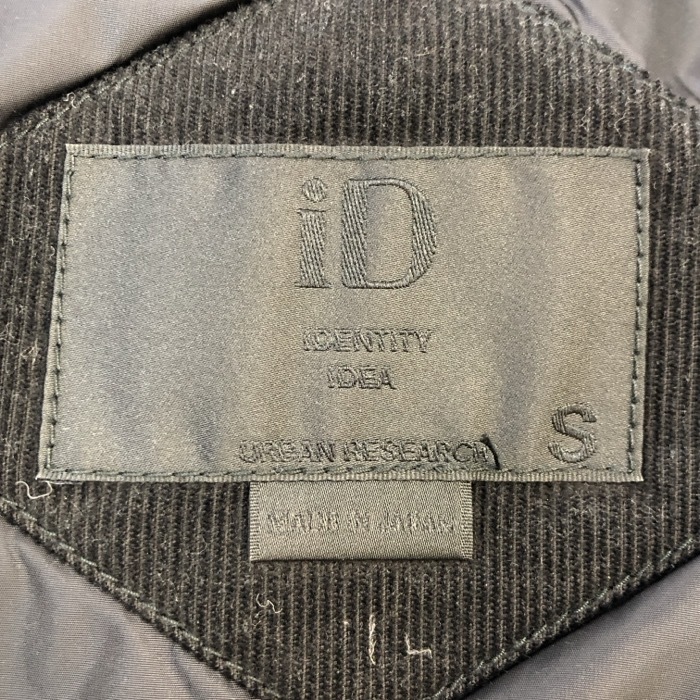 iD
IDENTITY
IDEA
URBAN RESEARCH
S
MADE IN JAPAN